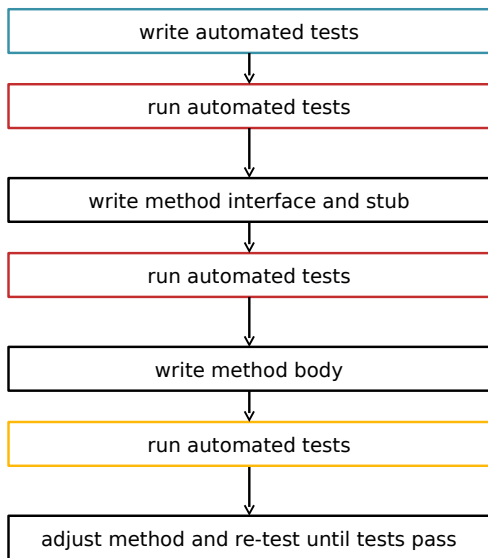 write automated tests
run automated tests
write method interface and stub
run automated tests
write method body
run automated tests
adjust method and re-test until tests pass